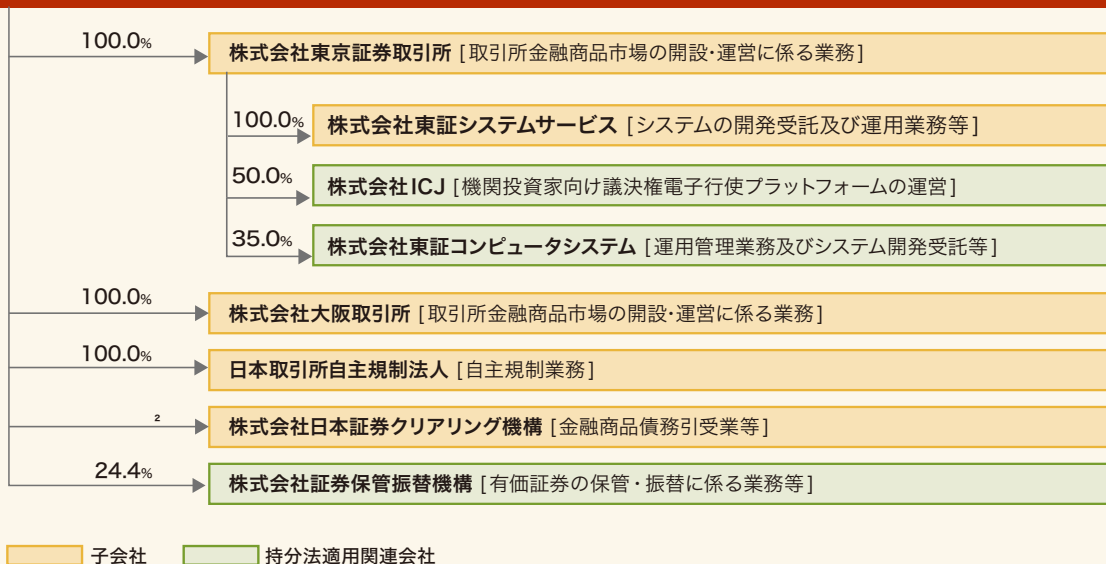 100.0%
株式会社東京証券取引所 [取引所金融商品市場の開設・運営に係る業務]
100.0%
株式会社東証システムサービス [システムの開発受託及び運用業務等]
50.0%
株式会社ICJ [機関投資家向け議決権電子行使プラットフォームの運営]
35.0%
株式会社東証コンピュータシステム [運用管理業務及びシステム開発受託等]
100.0%
株式会社大阪取引所 [取引所金融商品市場の開設・運営に係る業務]
100.0%
日本取引所自主規制法人 [自主規制業務]
2
株式会社日本証券クリアリング機構 [金融商品債務引受業等]
24.4%
株式会社証券保管振替機構 [有価証券の保管・振替に係る業務等]
子会社 持分法適用関連会社